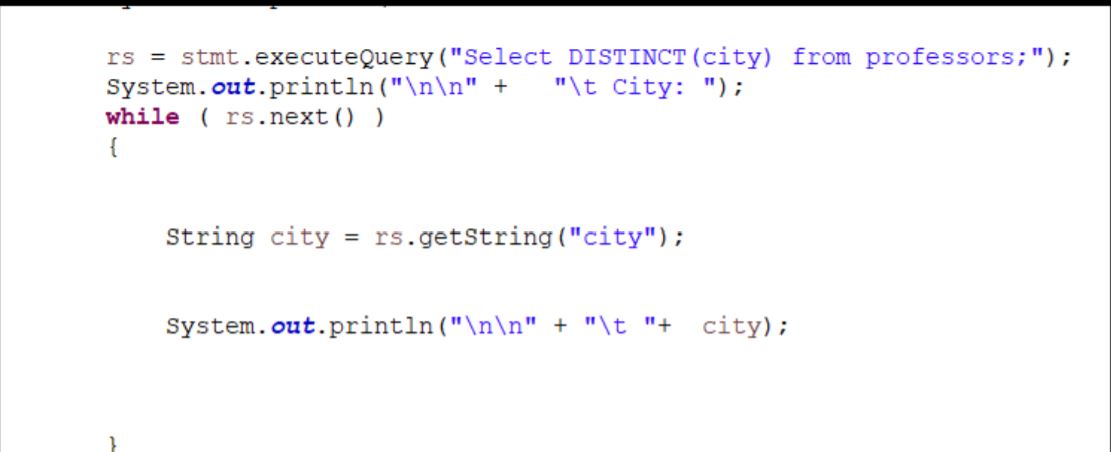 rs = stmt.executeQuery("Select DISTINCT(city) from professors;");
System.out.println("\n\n" +   "\t City: ");
while ( rs.next() )
{
String city = rs.getString("city");
System.out.println("\n\n" + "\t "+  city);
}